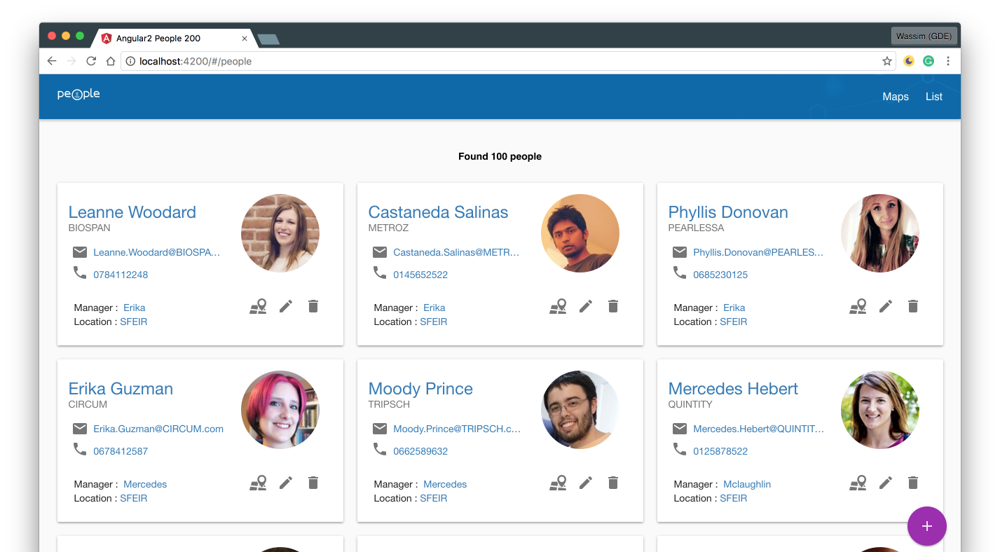 Angular2 People 200
Wassim (GDE)
localhost:4200/#/people
people
Maps
List
Found 100 people
Leanne Woodard
BIOSPAN
Leanne.Woodard@BIOSPA...
0784112248
Manager : Erika
Location : SFEIR
Castaneda Salinas
METROZ
Castaneda.Salinas@METR...
0145652522
Manager : Erika
Location : SFEIR
Phyllis Donovan
PEARLESSA
Phyllis.Donovan@PEARLES...
0685230125
Manager : Erika
Location : SFEIR
Erika Guzman
CIRCUM
Erika.Guzman@CIRCUM.com
0678412587
Manager : Mercedes
Location : SFEIR
Moody Prince
TRIPSCH
Moody.Prince@TRIPSCH.c...
0662589632
Manager : Mercedes
Location : SFEIR
Mercedes Hebert
QUINTITY
Mercedes.Hebert@QUINTIT...
0125878522
Manager : Mclaughlin
Location : SFEIR